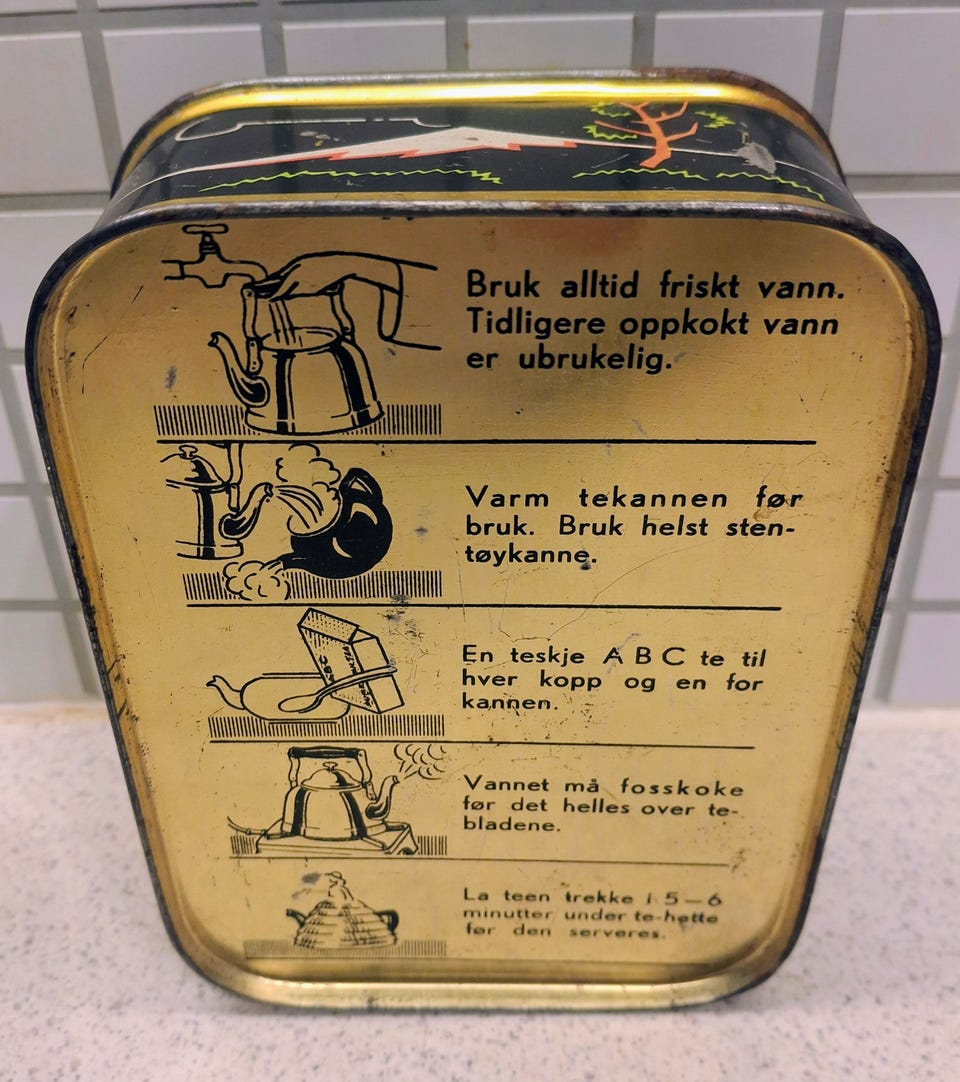 Bruk alltid friskt vann.
Tidligere oppkokt vann
er ubrukelig.
Varm tekannen før
bruk. Bruk helst sten-
tøykanne.
ABC
En teskje A B C te til
hver kopp og en for
kannen.
Vannet må fosskoke
før det helles over te-
bladene.
La teen trekke i 5–6
minutter under te-hette
før den serveres.